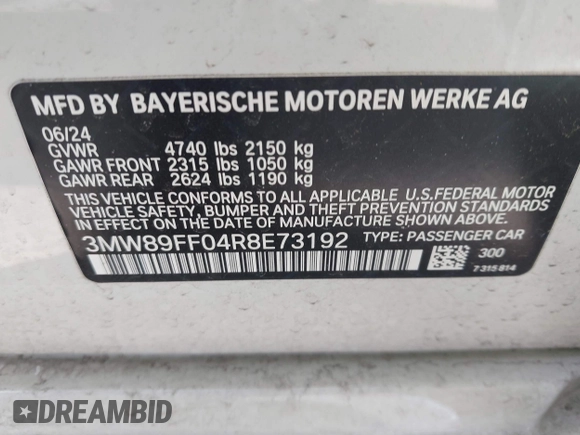 MFD BY BAYERISCHE MOTOREN WERKE AG
06/24
GVWR 4740 lbs 2150 kg
GAWR FRONT 2315 lbs 1050 kg
GAWR REAR 2624 lbs 1190 kg
THIS VEHICLE CONFORMS TO ALL APPLICABLE U.S.FEDERAL MOTOR
VEHICLE SAFETY, BUMPER AND THEFT PREVENTION STANDARDS
IN EFFECT ON THE DATE OF MANUFACTURE SHOWN ABOVE.
3MW89FF04R8E73192 TYPE: PASSENGER CAR
300
7315814
DREAMBID